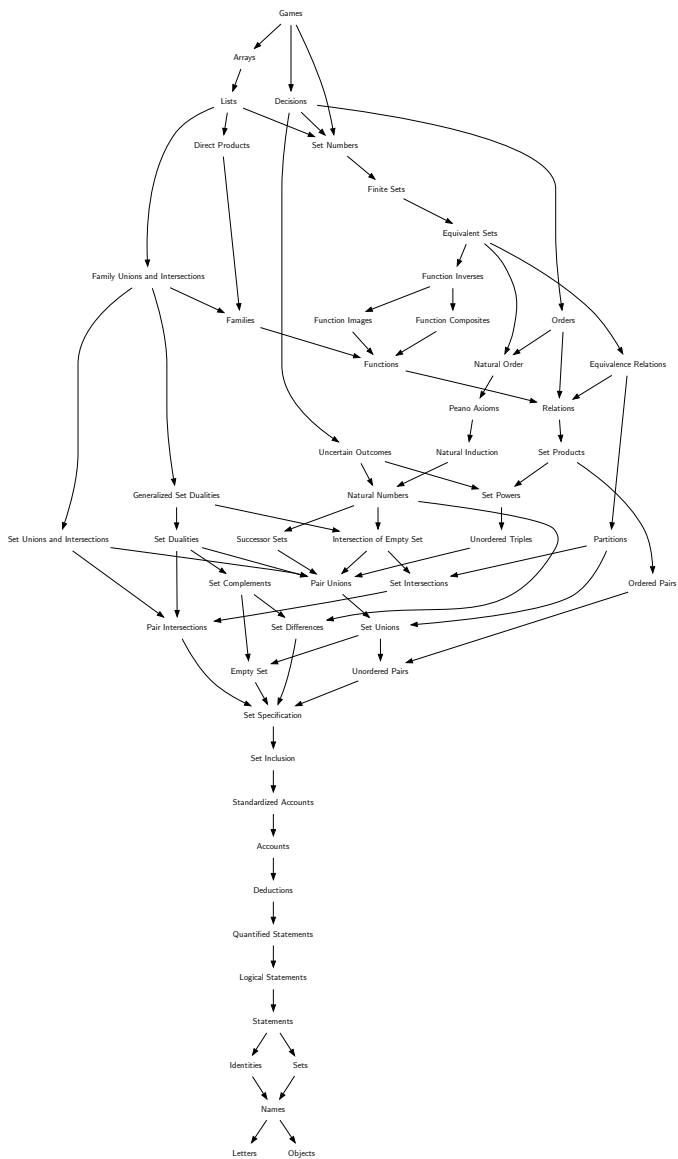 Games
Arrays
Lists
Decisions
Direct Products
Set Numbers
Finite Sets
Equivalent Sets
Family Unions and Intersections
Function Inverses
Families
Function Images
Function Composites
Orders
Functions
Natural Order
Equivalence Relations
Peano Axioms
Relations
Uncertain Outcomes
Natural Induction
Set Products
Generalized Set Dualities
Natural Numbers
Set Powers
Set Unions and Intersections
Set Dualities
Successor Sets
Intersection of Empty Set
Unordered Triples
Partitions
Set Complements
Pair Unions
Set Intersections
Ordered Pairs
Pair Intersections
Set Differences
Set Unions
Empty Set
Unordered Pairs
Set Specification
Set Inclusion
Standardized Accounts
Accounts
Deductions
Quantified Statements
Logical Statements
Statements
Identities
Sets
Names
Letters
Objects